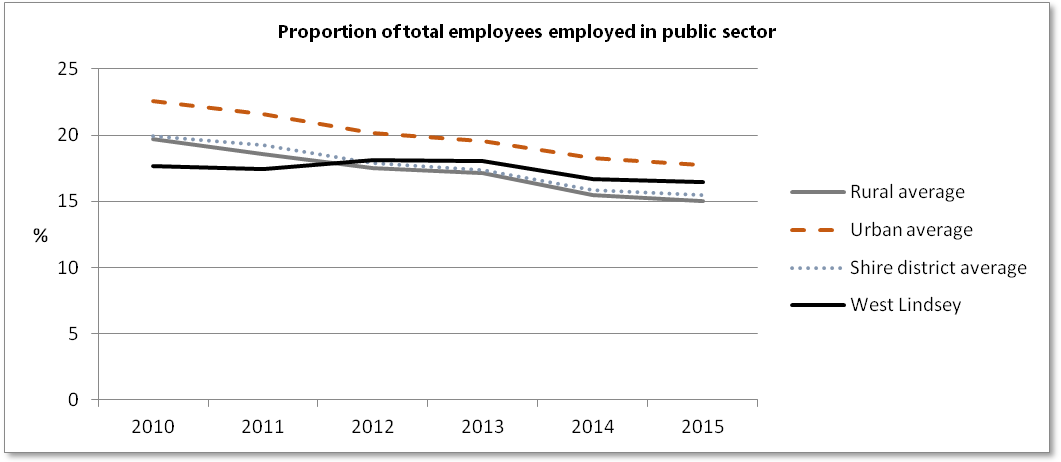 Proportion of total employees employed in public sector
25
20
15
10
5
0
%
2010 2011 2012 2013 2014 2015
Rural average
Urban average
Shire district average
West Lindsey